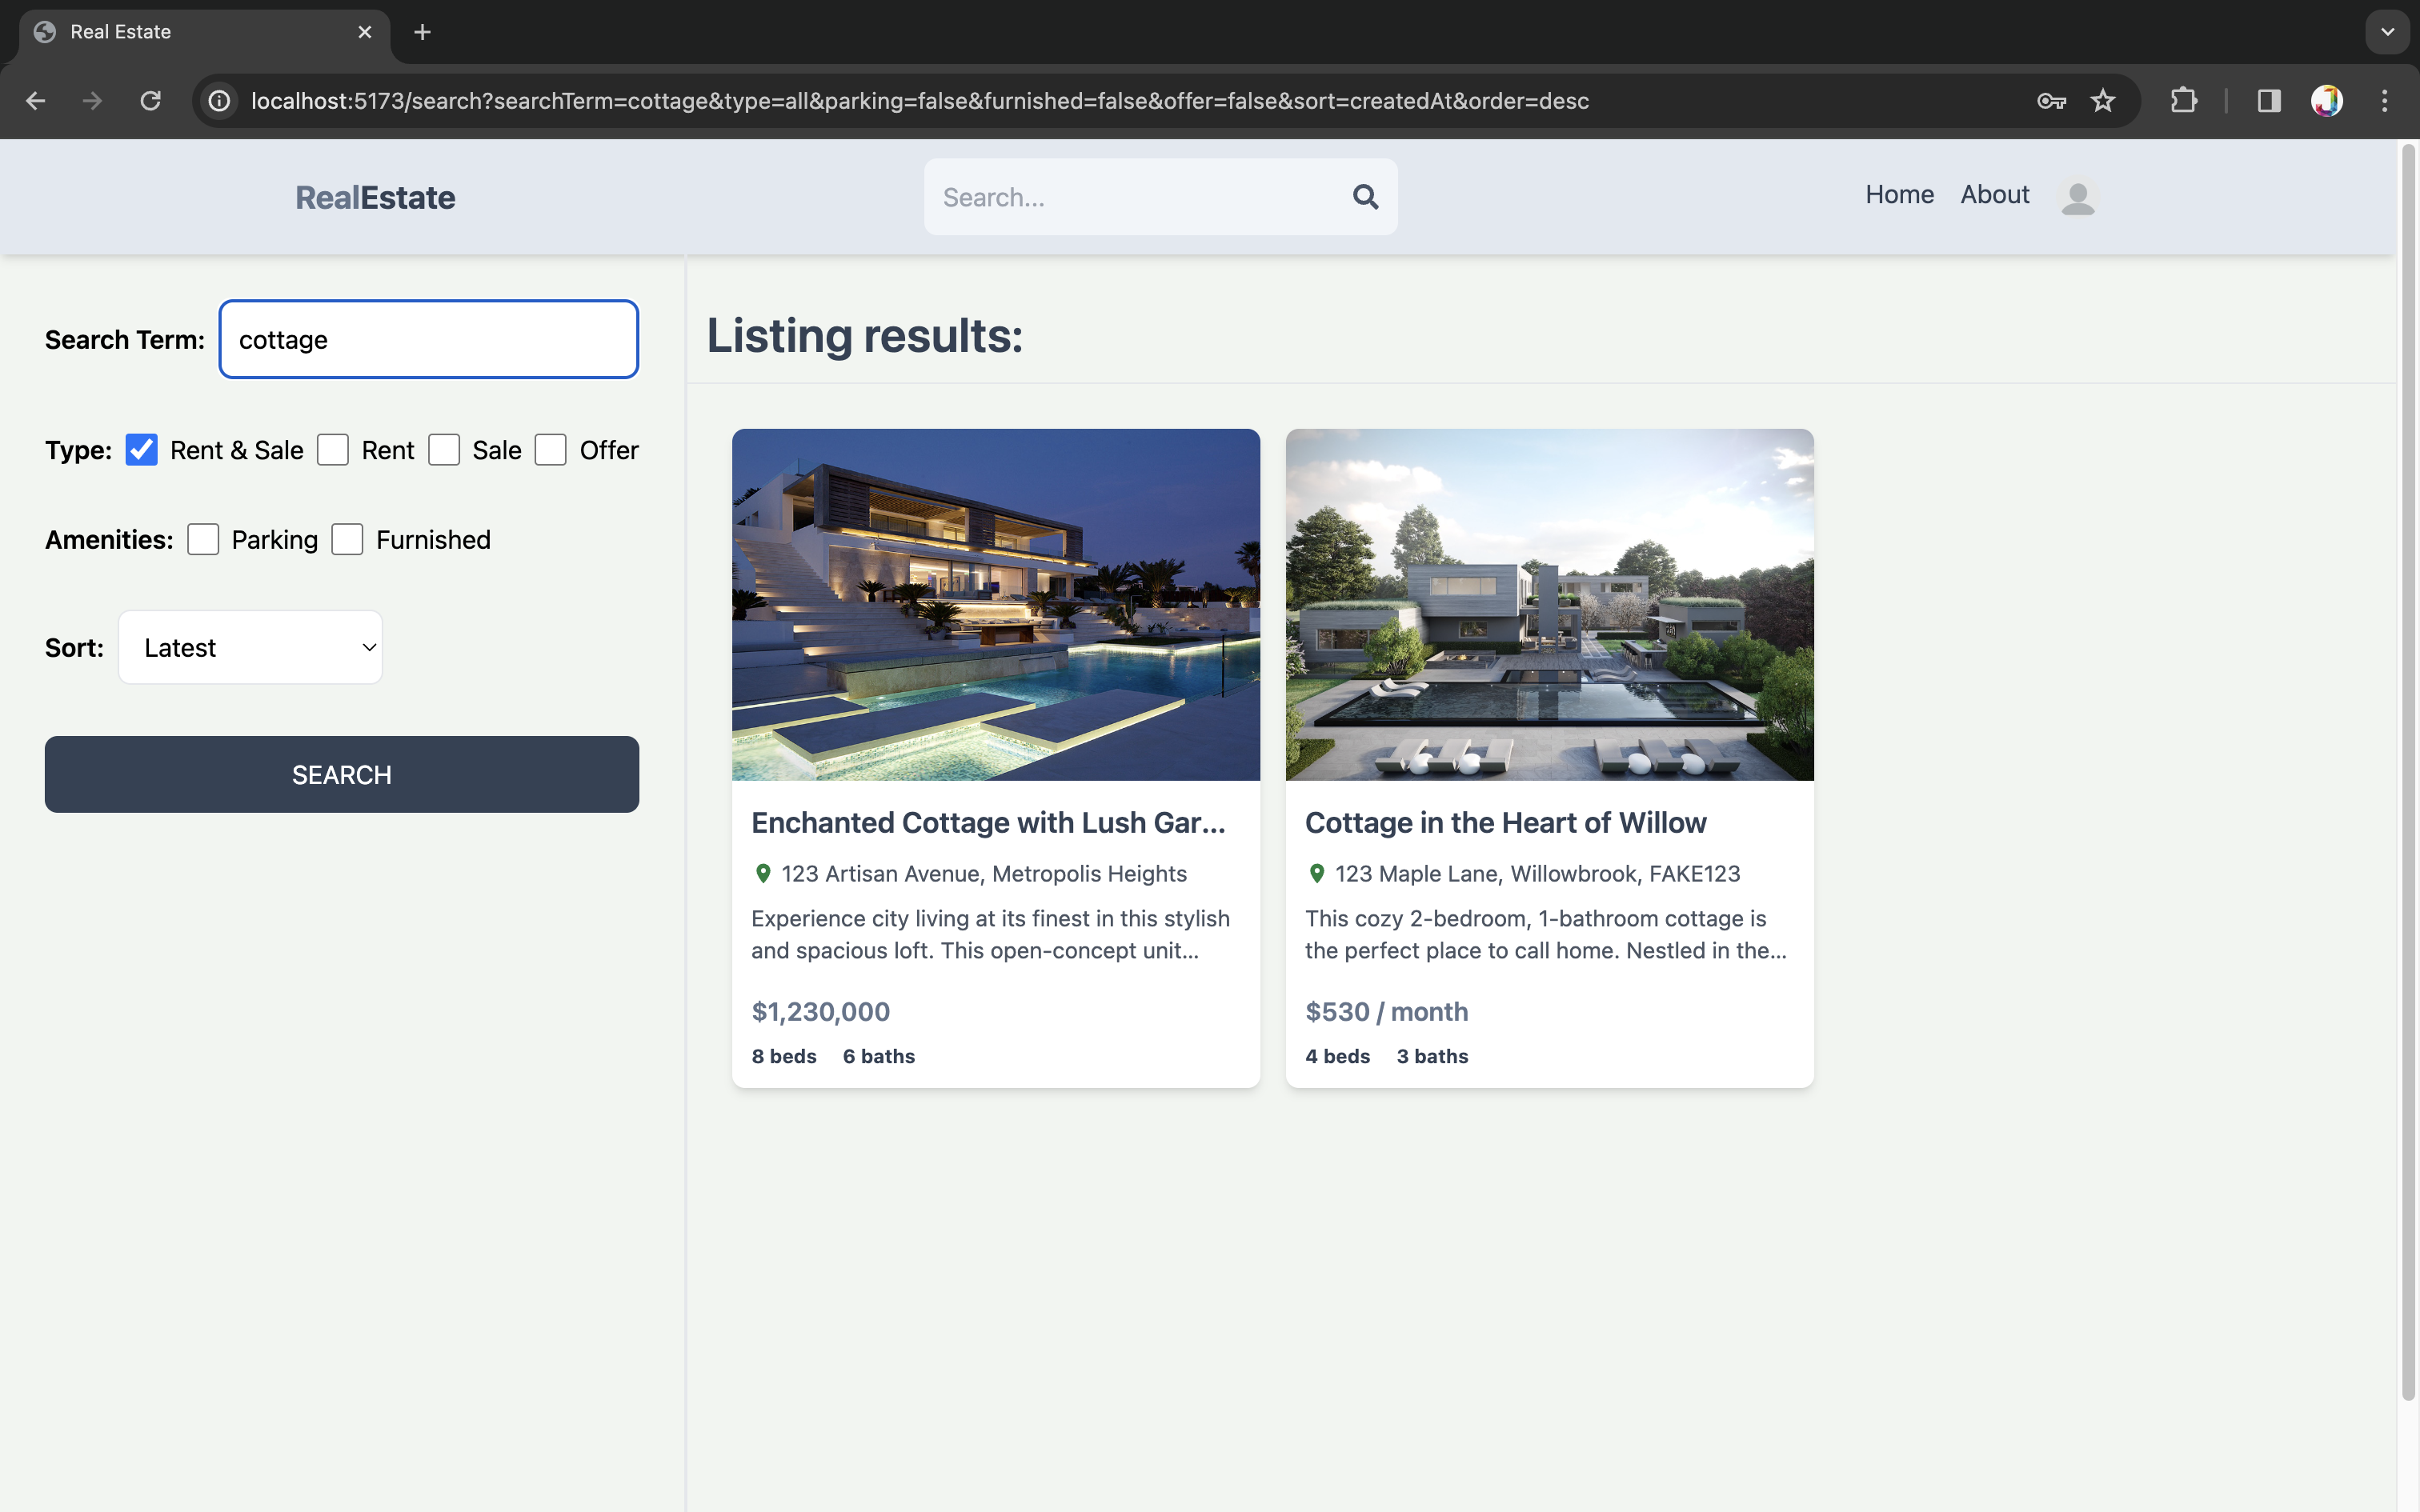 Real Estate
localhost:5173/search?searchTerm=cottage&type=all&parking=false&furnished=false&offer=false&sort=createdAt&order=desc
RealEstate
Search...
Home About
Search Term: cottage
Type: Rent & Sale Rent Sale Offer
Amenities: Parking Furnished
Sort: Latest
SEARCH
Listing results:
Enchanted Cottage with Lush Gar...
123 Artisan Avenue, Metropolis Heights
Experience city living at its finest in this stylish
and spacious loft. This open-concept unit...
$1,230,000
8 beds 6 baths
Cottage in the Heart of Willow
123 Maple Lane, Willowbrook, FAKE123
This cozy 2-bedroom, 1-bathroom cottage is
the perfect place to call home. Nestled in the...
$530 / month
4 beds 3 baths